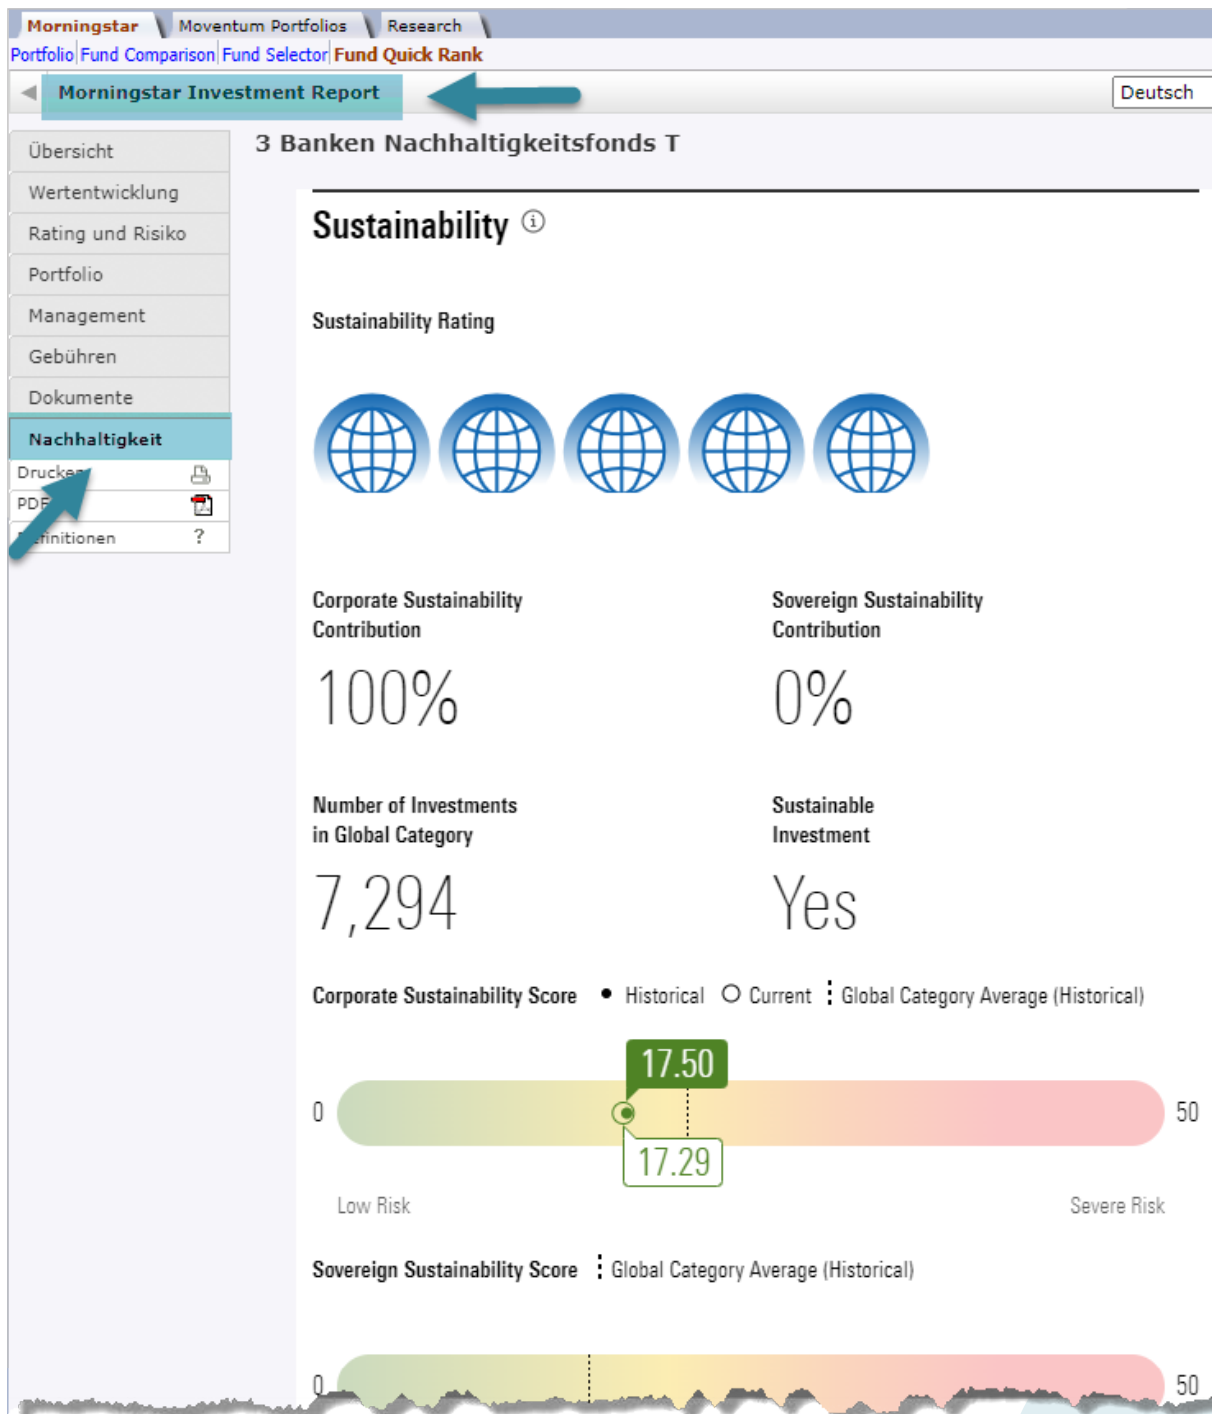 Morningstar Moventum Portfolios Research
Portfolio Fund Comparison Fund Selector Fund Quick Rank
Morningstar Investment Report
Deutsch
Übersicht
Wertentwicklung
Rating und Risiko
Portfolio
Management
Gebühren
Dokumente
Nachhaltigkeit
Drucken
PDF
Definitionen ?
3 Banken Nachhaltigkeitsfonds T
Sustainability
Sustainability Rating
Corporate Sustainability
Contribution
100%
Sovereign Sustainability
Contribution
0%
Number of Investments
in Global Category
7,294
Sustainable
Investment
Yes
Corporate Sustainability Score Historical Current Global Category Average (Historical)
17.50
0 50
17.29
Low Risk Severe Risk
Sovereign Sustainability Score Global Category Average (Historical)
0 50